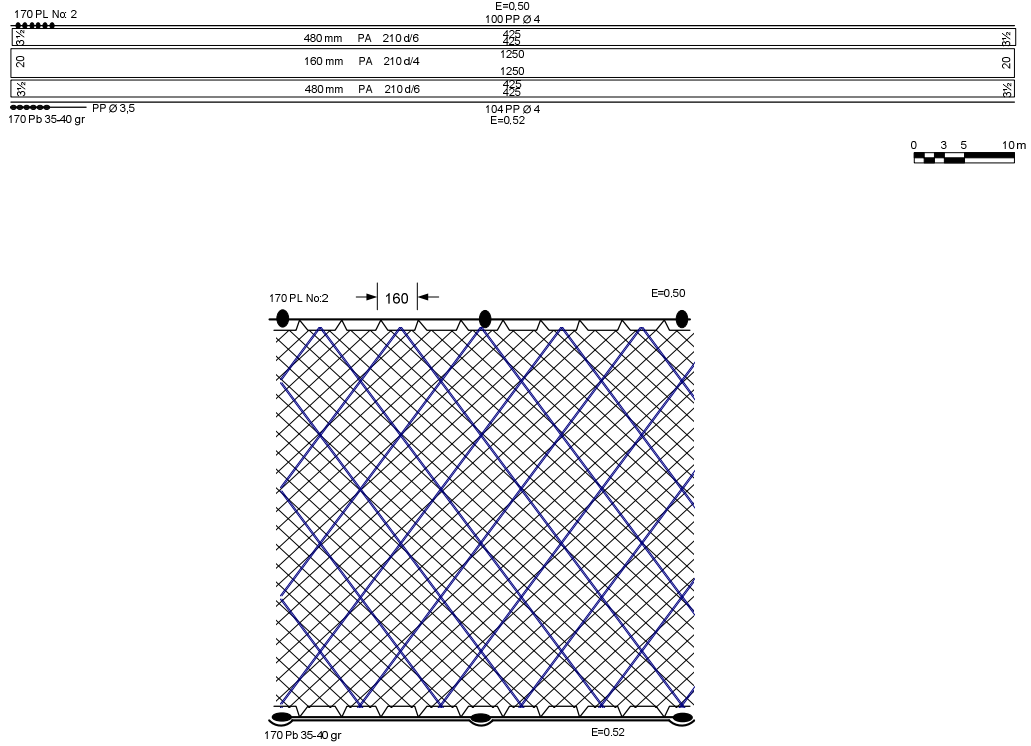 E=0.50
170 PL No: 2
100 PP Ø 4
3½ 480 mm PA 210 d/6 425 3½
425
20 160 mm PA 210 d/4 1250 20
1250
3½ 480 mm PA 210 d/6 425 3½
425
PP Ø 3,5
104 PP Ø 4
170 Pb 35-40 gr
E=0.52
0 3 5 10 m
170 PL No:2
160
E=0.50
170 Pb 35-40 gr
E=0.52